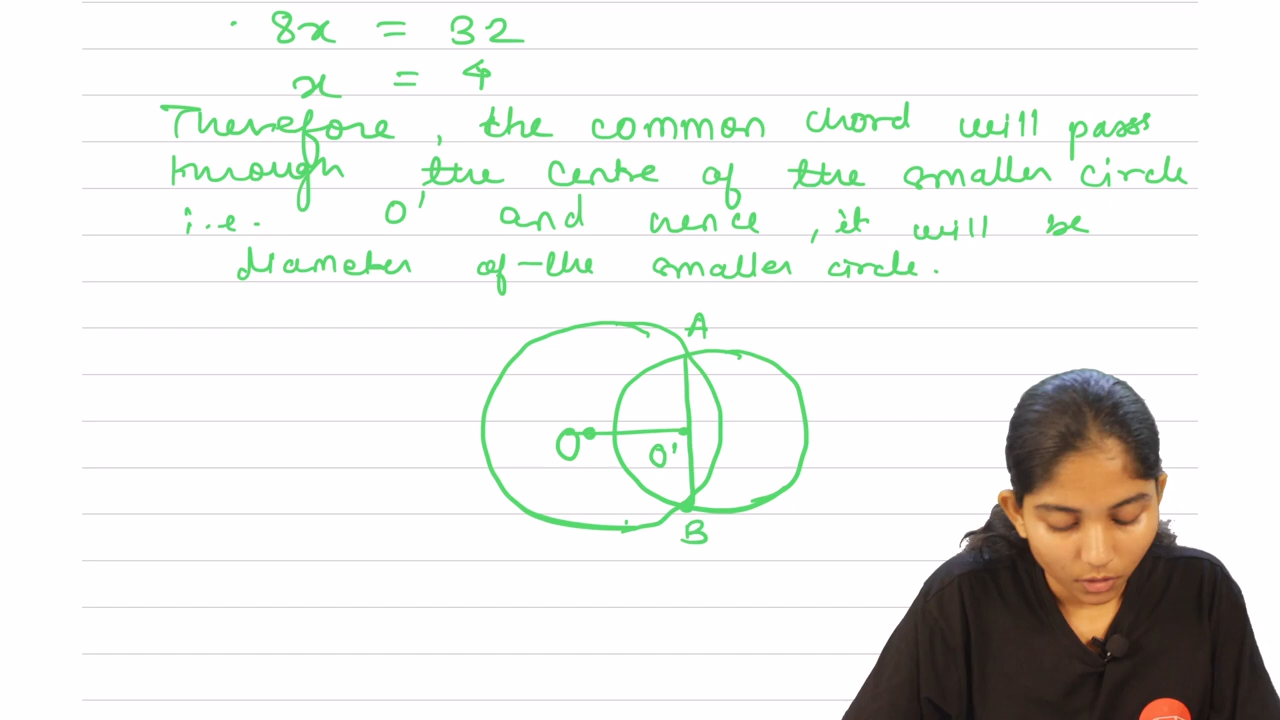 8x = 32
x = 4
Therefore, the common chord will pass
through the centre of the smaller circle
i.e. O' and hence, it will be
diameter of the smaller circle.
A
O O'
B